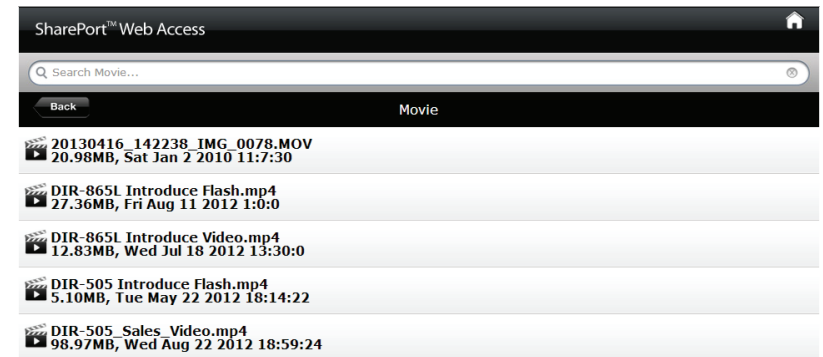 SharePort™ Web Access
Search Movie...
Back
Movie
20130416_142238_IMG_0078.MOV
20.98MB, Sat Jan 2 2010 11:7:30
DIR-865L Introduce Flash.mp4
27.36MB, Fri Aug 11 2012 1:0:0
DIR-865L Introduce Video.mp4
12.83MB, Wed Jul 18 2012 13:30:0
DIR-505 Introduce Flash.mp4
5.10MB, Tue May 22 2012 18:14:22
DIR-505_Sales_Video.mp4
98.97MB, Wed Aug 22 2012 18:59:24